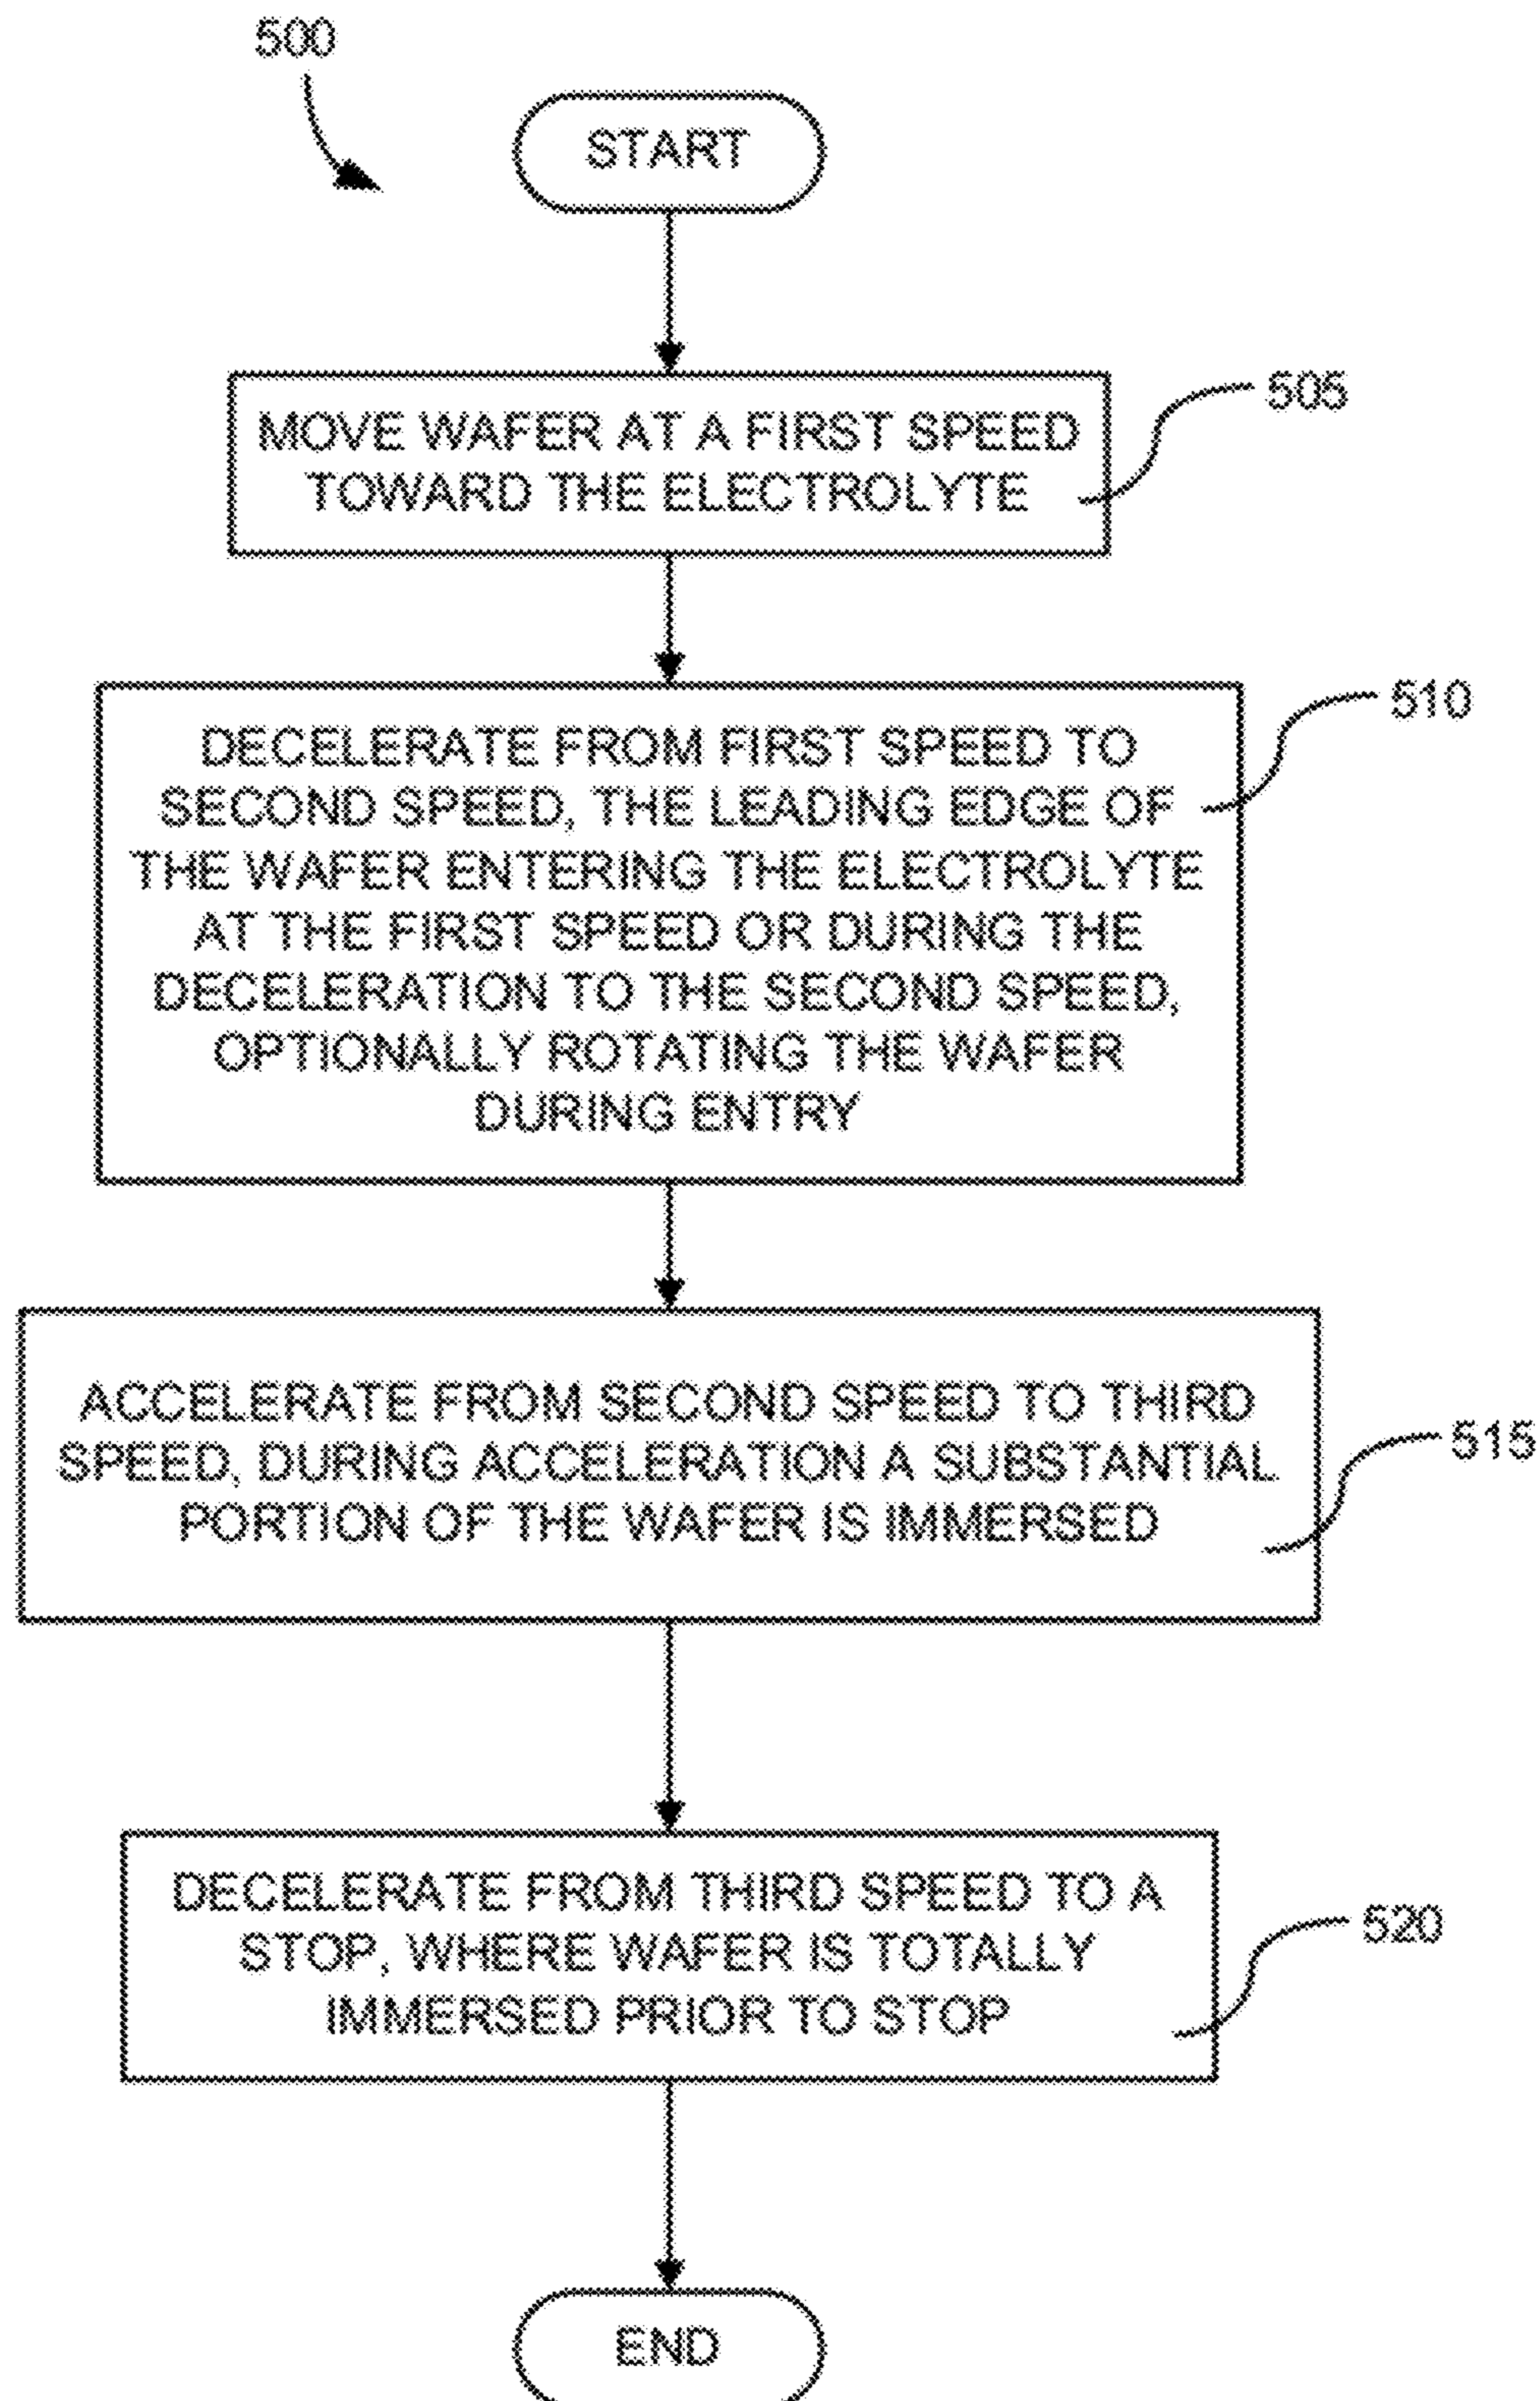 500
START
MOVE WAFER AT A FIRST SPEED
TOWARD THE ELECTROLYTE
505
DECELERATE FROM FIRST SPEED TO
SECOND SPEED, THE LEADING EDGE OF
THE WAFER ENTERING THE ELECTROLYTE
AT THE FIRST SPEED OR DURING THE
DECELERATION TO THE SECOND SPEED,
OPTIONALLY ROTATING THE WAFER
DURING ENTRY
510
ACCELERATE FROM SECOND SPEED TO THIRD
SPEED, DURING ACCELERATION A SUBSTANTIAL
PORTION OF THE WAFER IS IMMERSED
515
DECELERATE FROM THIRD SPEED TO A
STOP, WHERE WAFER IS TOTALLY
IMMERSED PRIOR TO STOP
520
END